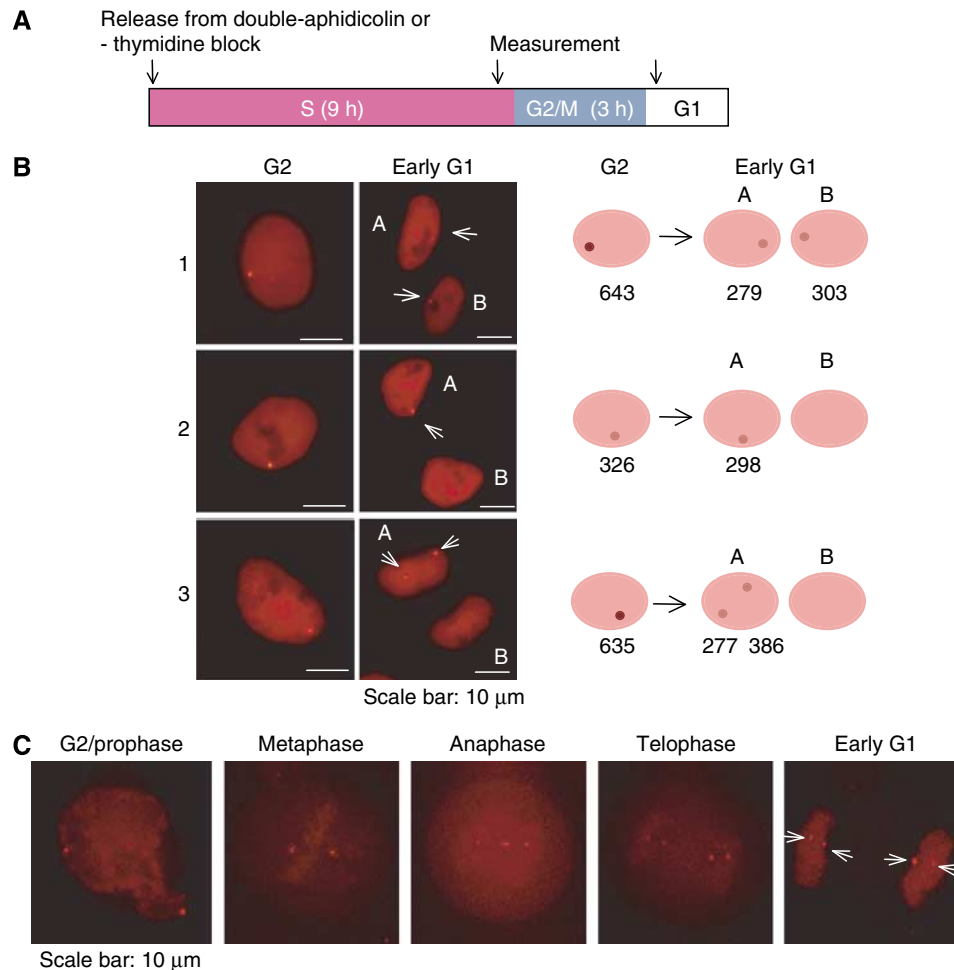 A
Release from double-aphidicolin or
- thymidine block
Measurement
S (9 h)
G2/M (3 h)
G1
B
G2
Early G1
G2
Early G1
A
B
1
A
B
643
279
303
2
A
B
A
B
326
298
3
A
B
A
B
635
277 386
Scale bar: 10 μm
C
G2/prophase
Metaphase
Anaphase
Telophase
Early G1
Scale bar: 10 μm